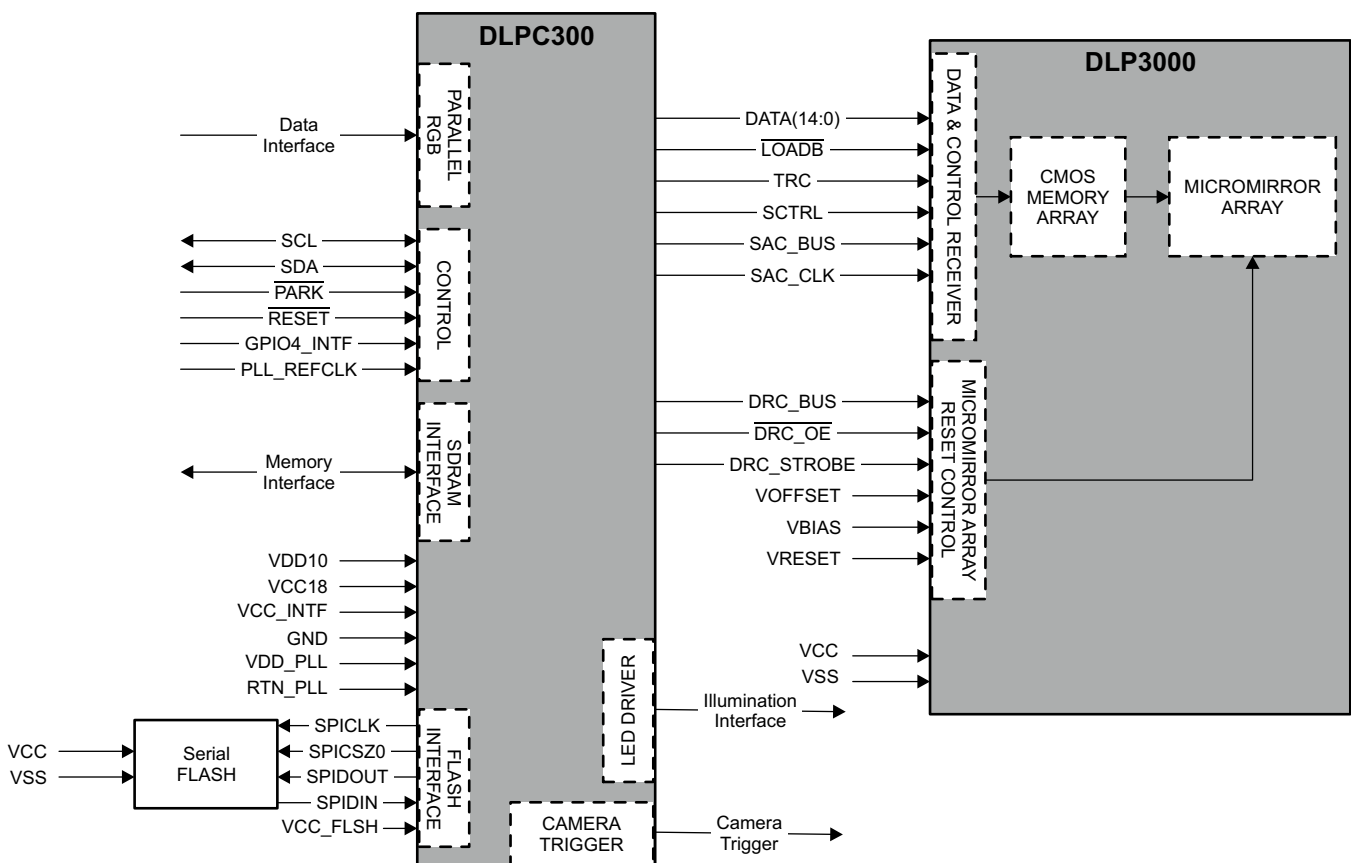 DLPC300
DLP3000
PARALLEL
RGB
Data
Interface
SCL
SDA
PARK
RESET
GPIO4_INTF
PLL_REFCLK
CONTROL
Memory
Interface
SDRAM
INTERFACE
VDD10
VCC18
VCC_INTF
GND
VDD_PLL
RTN_PLL
VCC
VSS
Serial
FLASH
SPICLK
SPICSZ0
SPIDOUT
SPIDIN
VCC_FLSH
FLASH
INTERFACE
LED DRIVER
Illumination
Interface
CAMERA
TRIGGER
Camera
Trigger
DATA(14:0)
LOADB
TRC
SCTRL
SAC_BUS
SAC_CLK
DATA & CONTROL RECEIVER
CMOS
MEMORY
ARRAY
MICROMIRROR
ARRAY
DRC_BUS
DRC_OE
DRC_STROBE
VOFFSET
VBIAS
VRESET
MICROMIRROR ARRAY
RESET CONTROL
VCC
VSS